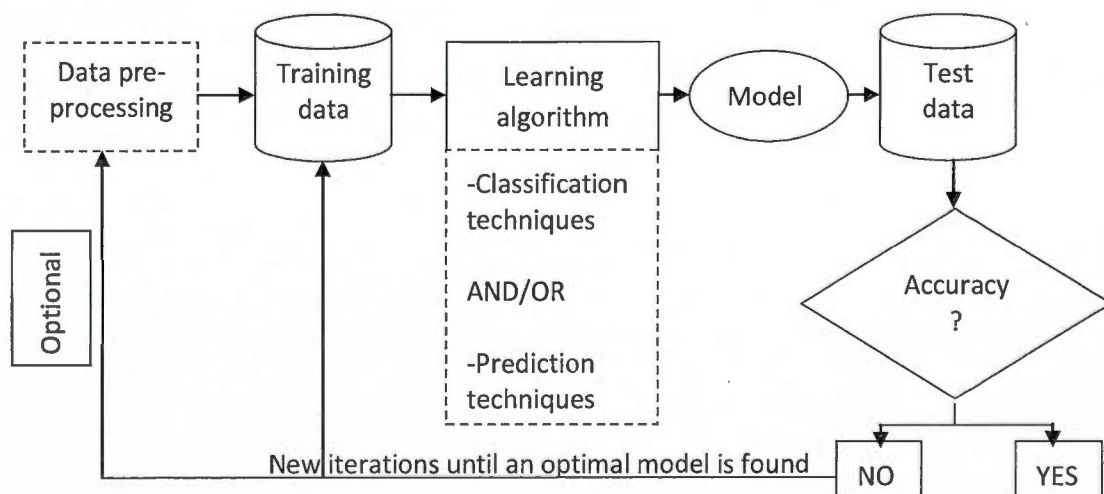 Data pre-
processing
Training
data
Learning
algorithm
-Classification
techniques
AND/OR
-Prediction
techniques
Model
Test
data
Accuracy
?
Optional
New iterations until an optimal model is found
NO
YES